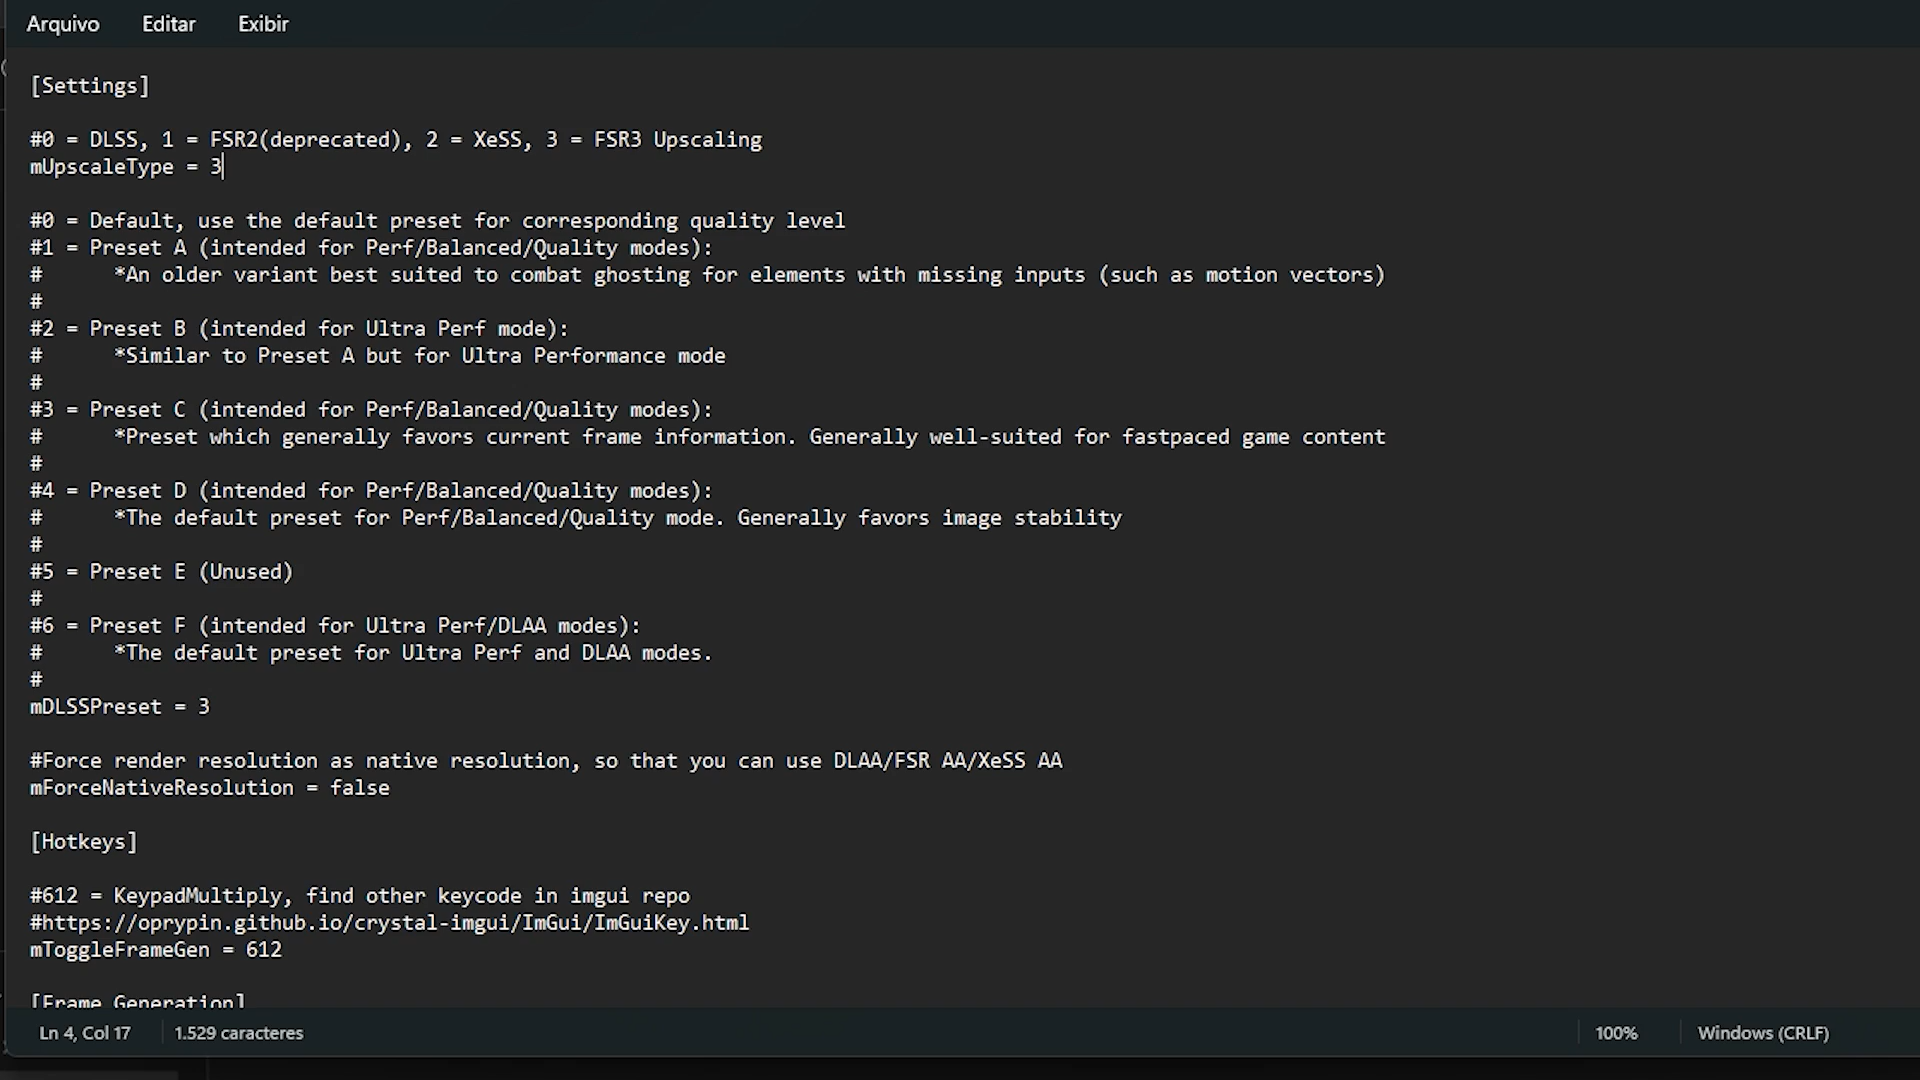 Arquivo Editar Exibir
[Settings]
#0 = DLSS, 1 = FSR2(deprecated), 2 = XeSS, 3 = FSR3 Upscaling
mUpscaleType = 3
#0 = Default, use the default preset for corresponding quality level
#1 = Preset A (intended for Perf/Balanced/Quality modes):
#      *An older variant best suited to combat ghosting for elements with missing inputs (such as motion vectors)
#
#2 = Preset B (intended for Ultra Perf mode):
#      *Similar to Preset A but for Ultra Performance mode
#
#3 = Preset C (intended for Perf/Balanced/Quality modes):
#      *Preset which generally favors current frame information. Generally well-suited for fastpaced game content
#
#4 = Preset D (intended for Perf/Balanced/Quality modes):
#      *The default preset for Perf/Balanced/Quality mode. Generally favors image stability
#
#5 = Preset E (Unused)
#
#6 = Preset F (intended for Ultra Perf/DLAA modes):
#      *The default preset for Ultra Perf and DLAA modes.
#
mDLSSPreset = 3
#Force render resolution as native resolution, so that you can use DLAA/FSR AA/XeSS AA
mForceNativeResolution = false
[Hotkeys]
#612 = KeypadMultiply, find other keycode in imgui repo
#https://oprypin.github.io/crystal-imgui/ImGui/ImGuiKey.html
mToggleFrameGen = 612
[Frame Generation]
Ln 4, Col 17 1.529 caracteres 100% Windows (CRLF)